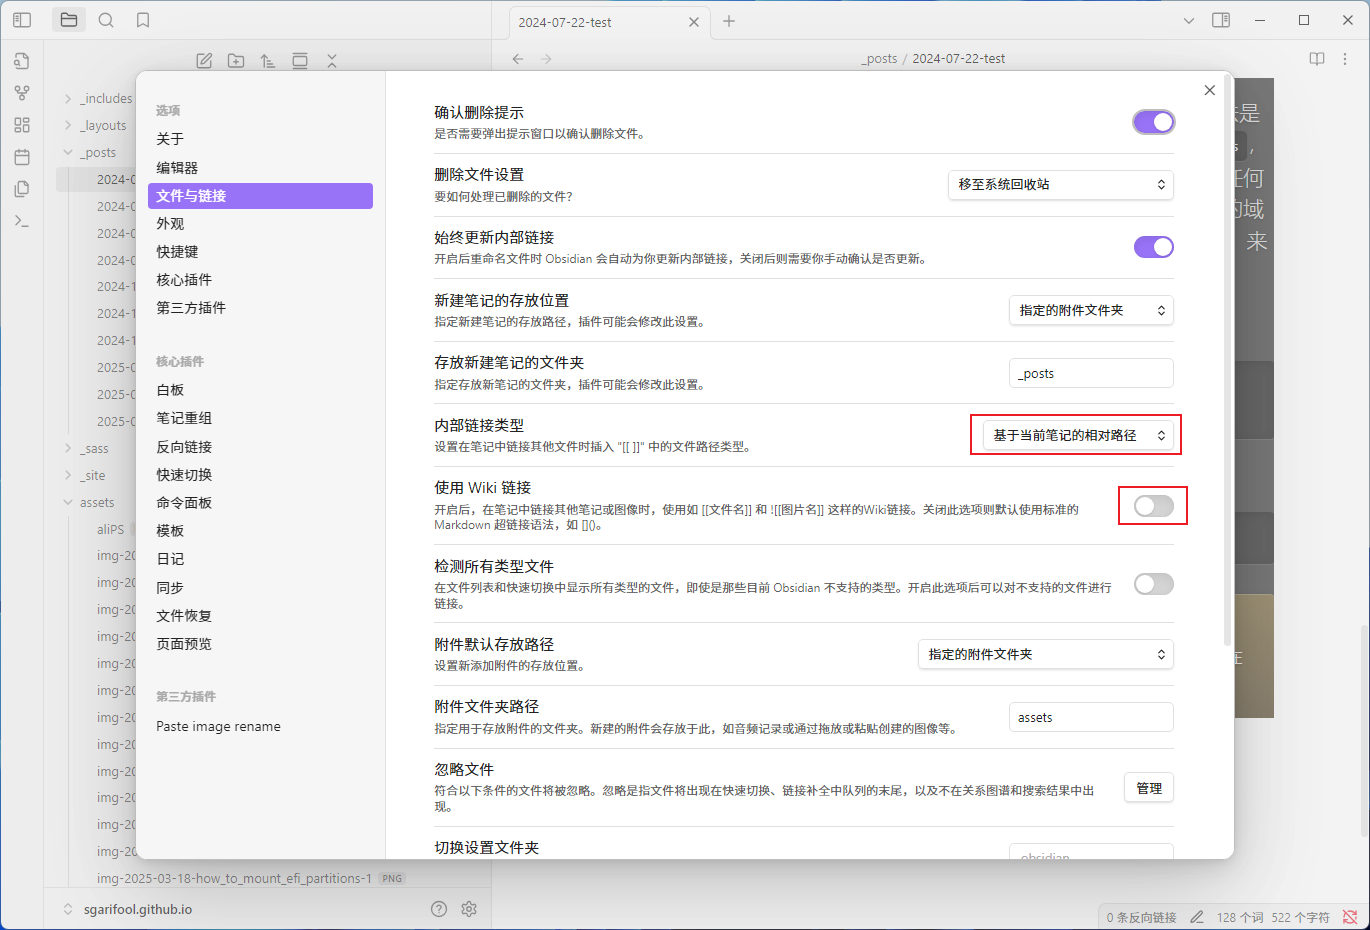 2024-07-22-test
_posts / 2024-07-22-test
_includes
_layouts
_posts
2024-0
2024-0
2024-0
2024-0
2024-1
2024-1
2024-1
2025-0
2025-0
2025-0
_sass
_site
assets
aliPS
img-20
img-20
img-20
img-20
img-20
img-20
img-20
img-20
img-20
img-20
img-20
img-20
img-2025-03-18-how_to_mount_efi_partitions-1 PNG
sgarifool.github.io
选项
关于
编辑器
文件与链接
外观
快捷键
核心插件
第三方插件
核心插件
白板
笔记重组
反向链接
快速切换
命令面板
模板
日记
同步
文件恢复
页面预览
第三方插件
Paste image rename
确认删除提示
是否需要弹出提示窗口以确认删除文件。
删除文件设置
要如何处理已删除的文件？
移至系统回收站
始终更新内部链接
开启后重命名文件时 Obsidian 会自动为你更新内部链接，关闭后则需要你手动确认是否更新。
新建笔记的存放位置
指定新建笔记的存放路径，插件可能会修改此设置。
指定的附件文件夹
存放新建笔记的文件夹
指定存放新笔记的文件夹，插件可能会修改此设置。
_posts
内部链接类型
设置在笔记中链接其他文件时插入 "[[ ]]" 中的文件路径类型。
基于当前笔记的相对路径
使用 Wiki 链接
开启后，在笔记中链接其他笔记或图像时，使用如 [[文件名]] 和 ![[图片名]] 这样的Wiki链接。关闭此选项则默认使用标准的
Markdown 超链接语法，如 []()。
检测所有类型文件
在文件列表和快速切换中显示所有类型的文件，即使是那些目前 Obsidian 不支持的类型。开启此选项后可以对不支持的文件进行
链接。
附件默认存放路径
设置新添加附件的存放位置。
指定的附件文件夹
附件文件夹路径
指定用于存放附件的文件夹。新建的附件会存放于此，如音频记录或通过拖放或粘贴创建的图像等。
assets
忽略文件
符合以下条件的文件将被忽略。忽略是指文件将出现在快速切换、链接补全中队列的末尾，以及不在关系图谱和搜索结果中出
现。
管理
切换设置文件夹
.obsidian
是
s ，
任何
的域
来
在
0 条反向链接
128 个词 522 个字符